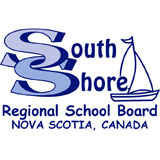 South
Shore
Regional School Board
NOVA SCOTIA, CANADA